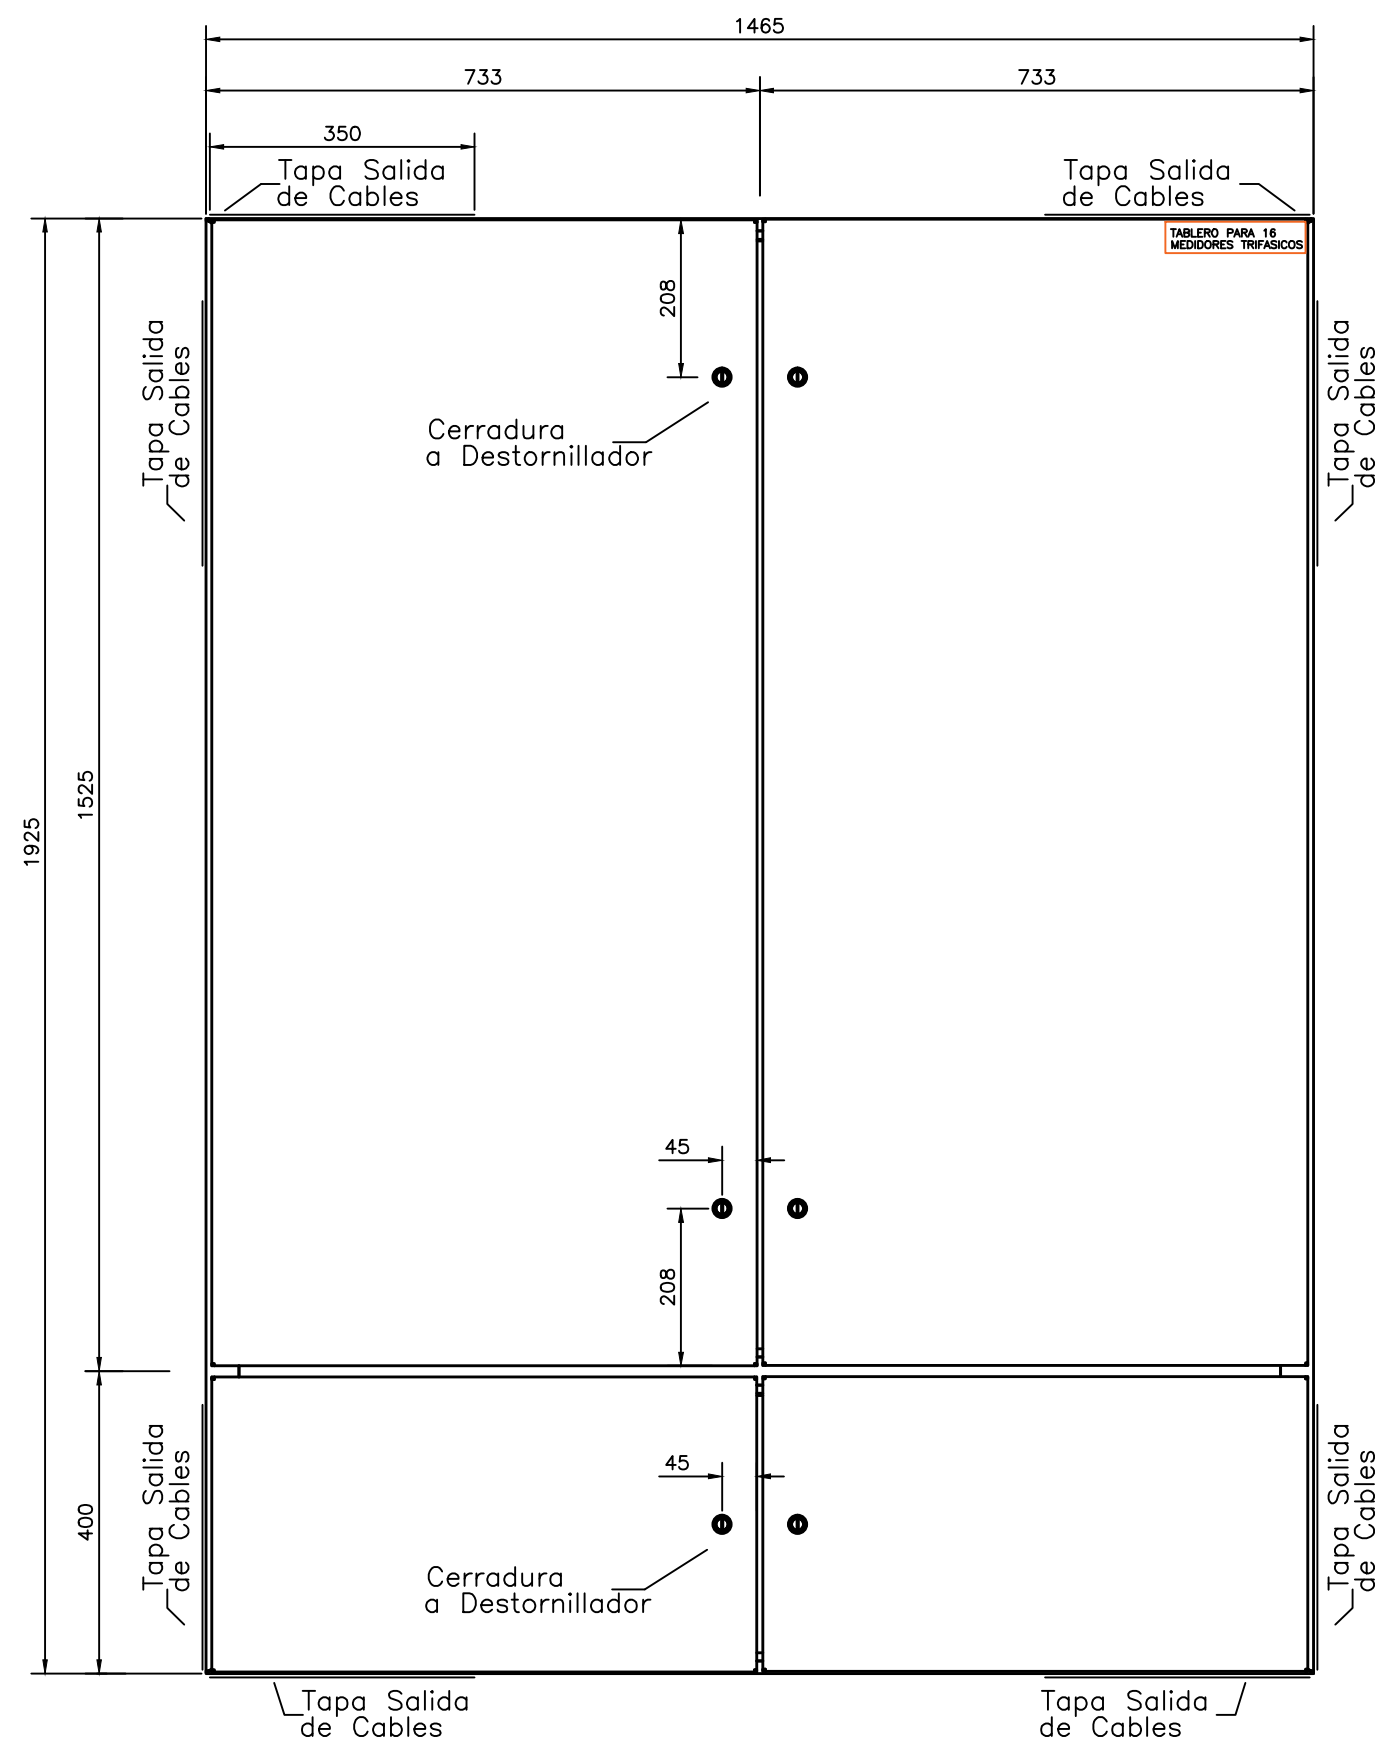 1465
733
733
350
Tapa Salida
de Cables
Tapa Salida
de Cables
TABLERO PARA 16
MEDIDORES TRIFASICOS
208
Tapa Salida
de Cables
Tapa Salida
de Cables
Cerradura
a Destornillador
1525
1925
45
208
45
Tapa Salida
de Cables
Tapa Salida
de Cables
400
Cerradura
a Destornillador
Tapa Salida
de Cables
Tapa Salida
de Cables